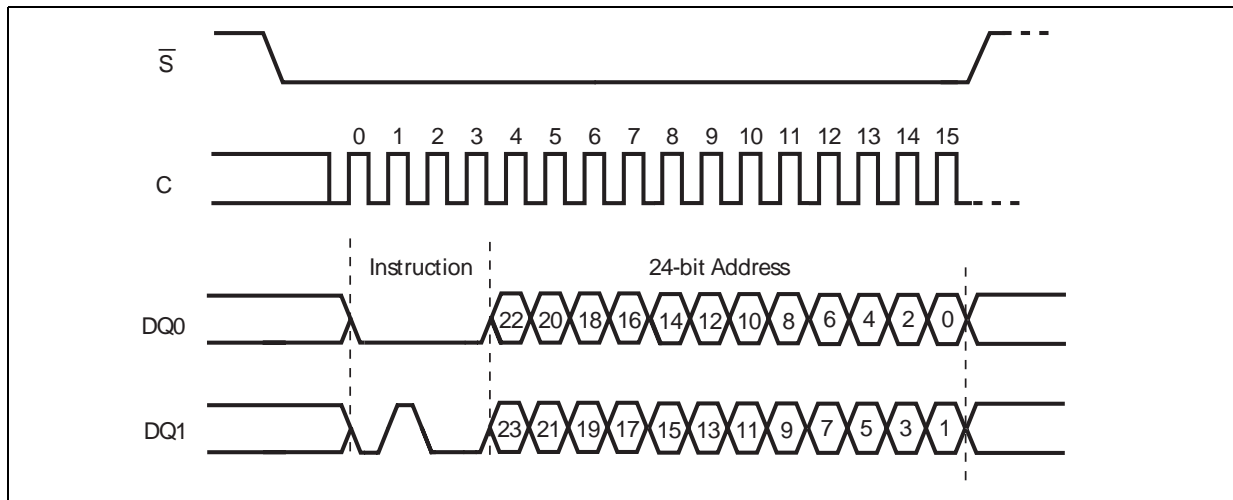 S̅
0 1 2 3 4 5 6 7 8 9 10 11 12 13 14 15
C
Instruction 24-bit Address
DQ0 22 20 18 16 14 12 10 8 6 4 2 0
DQ1 23 21 19 17 15 13 11 9 7 5 3 1